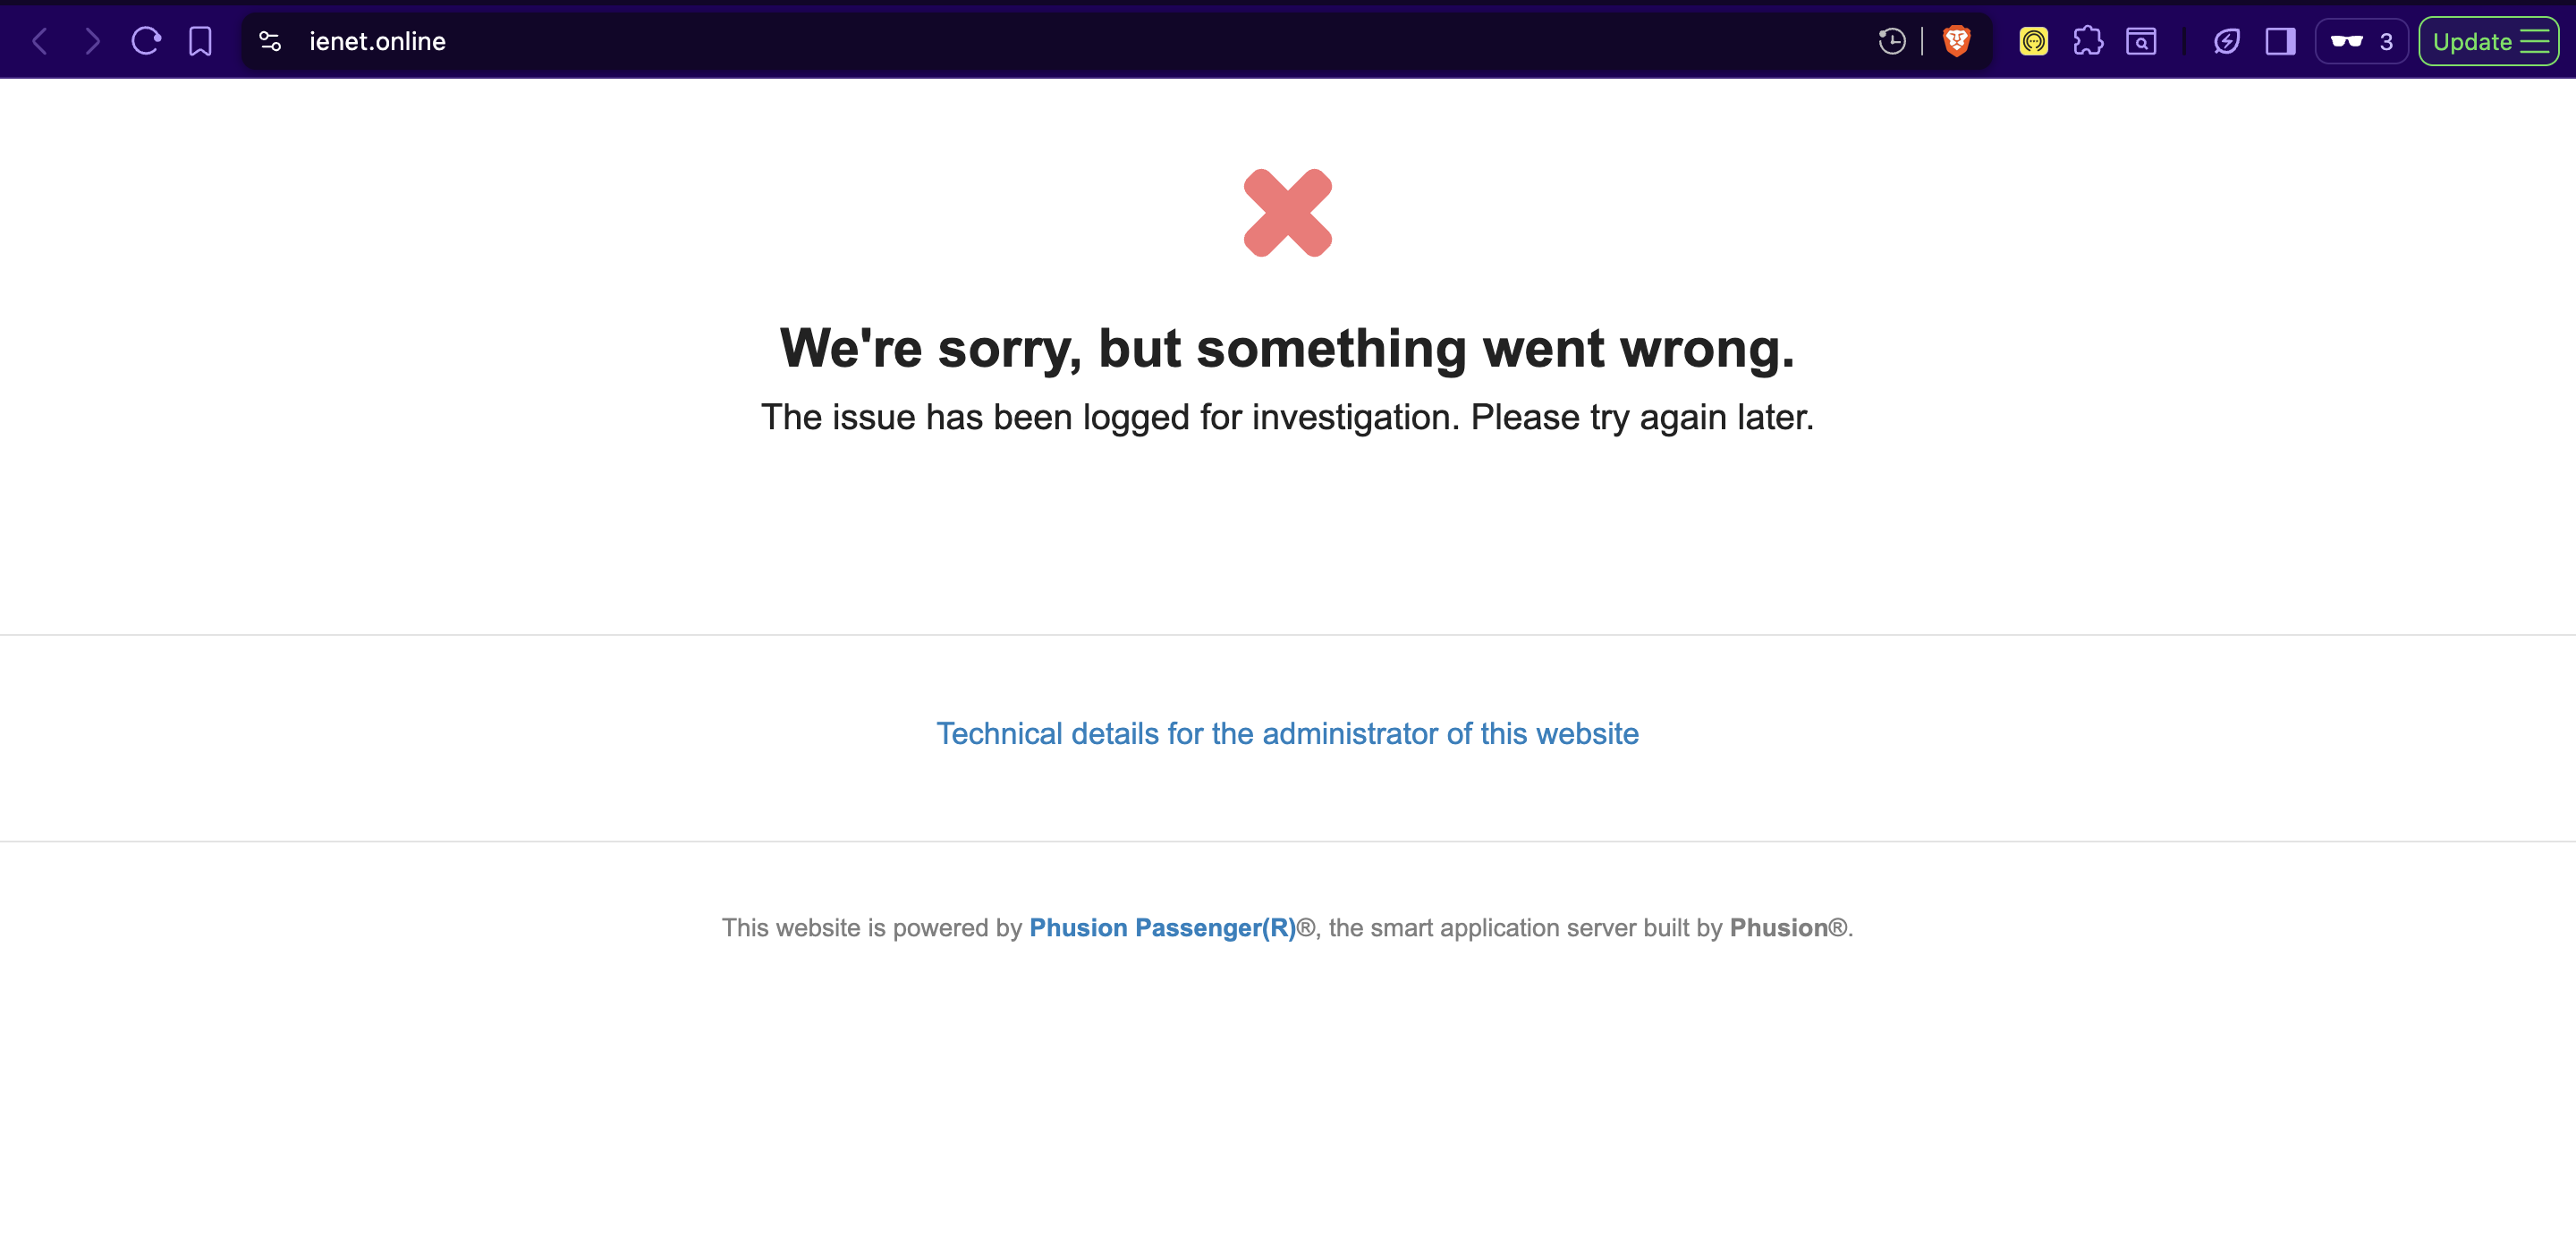 ienet.online
3
Update
We're sorry, but something went wrong.
The issue has been logged for investigation. Please try again later.
Technical details for the administrator of this website
This website is powered by Phusion Passenger(R)®, the smart application server built by Phusion®.